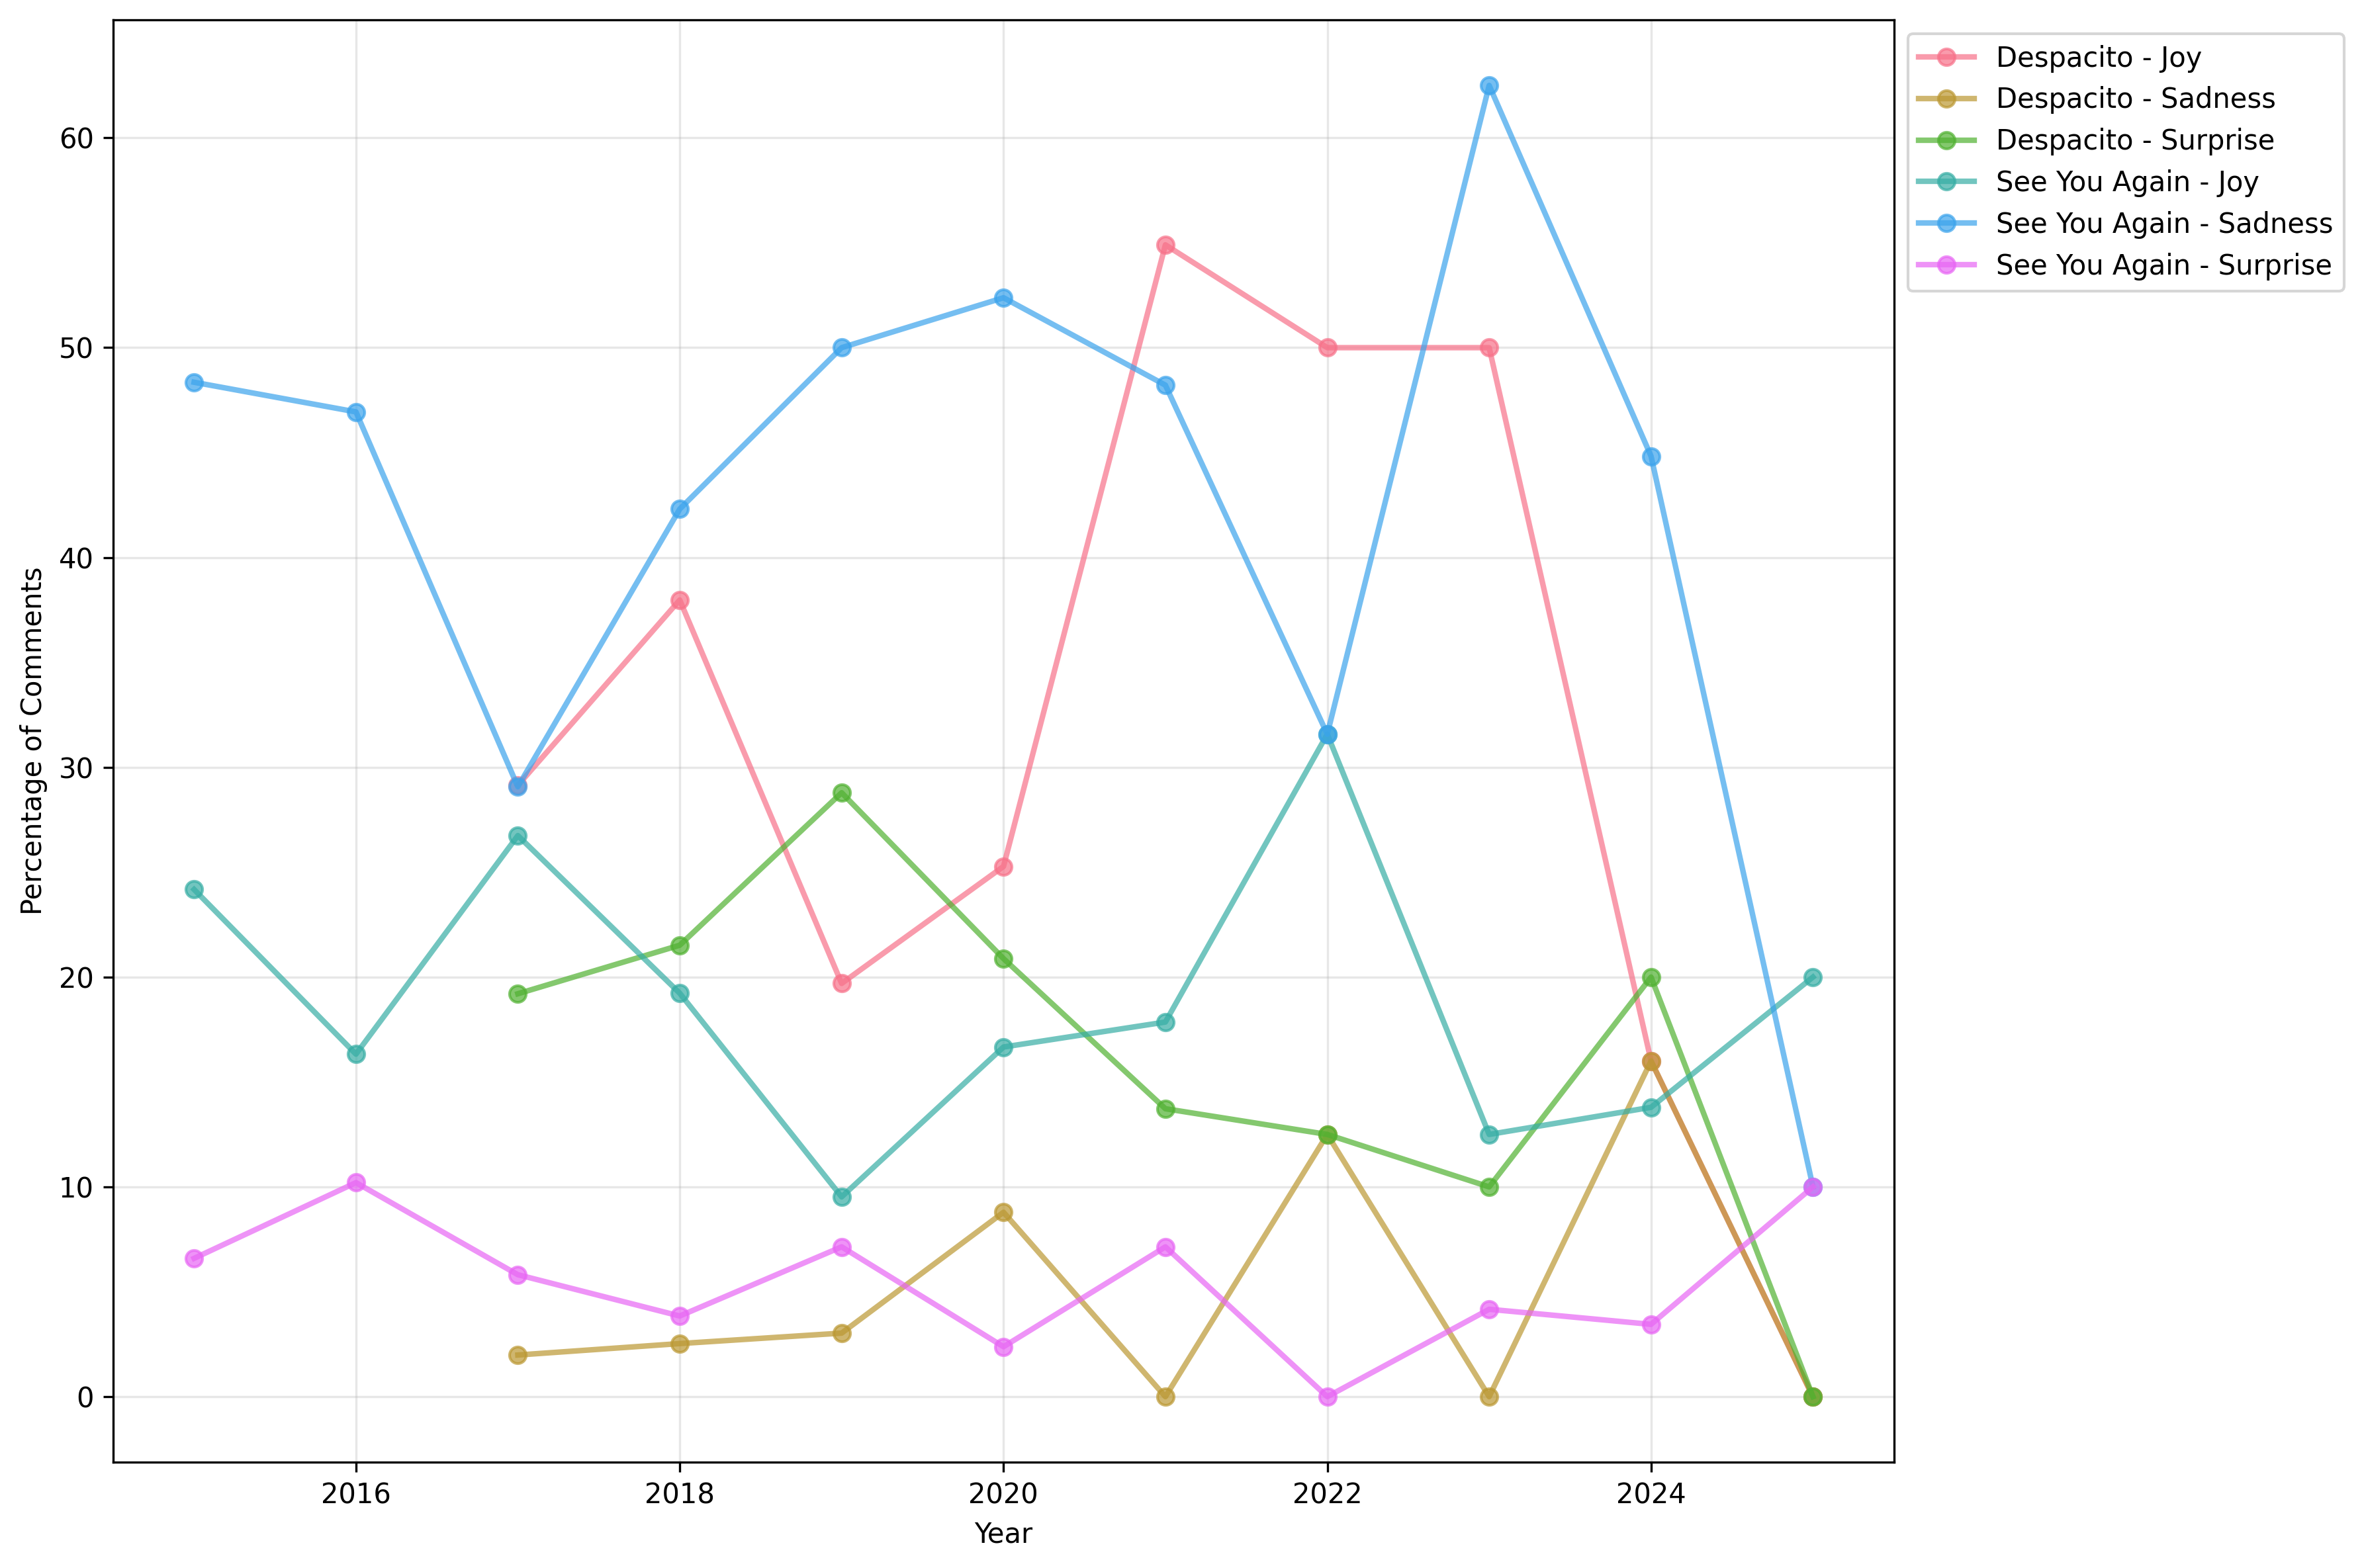 Despacito - Joy
Despacito - Sadness
Despacito - Surprise
See You Again - Joy
See You Again - Sadness
See You Again - Surprise
Percentage of Comments
60
50
40
30
20
10
0
2016 2018 2020 2022 2024
Year